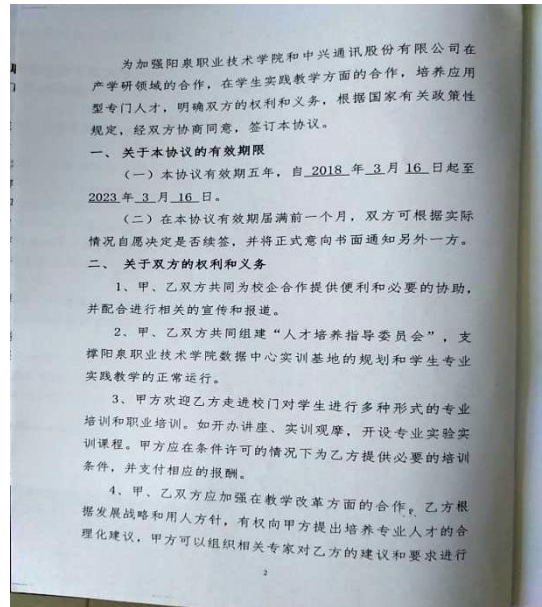 为加强阳泉职业技术学院和中兴通讯股份有限公司在
产学研领域的合作，在学生实践教学方面的合作，培养应用
型专门人才，明确双方的权利和义务，根据国家有关政策性
规定，经双方协商同意，签订本协议。
一、关于本协议的有效期限
（一）本协议有效期五年，自 2018 年 3 月 16 日起至
2023 年 3 月 16 日。
（二）在本协议有效期届满前一个月，双方可根据实际
情况自愿决定是否续签，并将正式意向书面通知另外一方。
二、关于双方的权利和义务
1、甲、乙双方共同为校企合作提供便利和必要的协助，
并配合进行相关的宣传和报道。
2、甲、乙双方共同组建“人才培养指导委员会”，支
撑阳泉职业技术学院数据中心实训基地的规划和学生专业
实践教学的正常运行。
3、甲方欢迎乙方走进校门对学生进行多种形式的专业
培训和职业培训。如开办讲座、实训观摩，开设专业实验实
训课程。甲方应在条件许可的情况下为乙方提供必要的培训
条件，并支付相应的报酬。
4、甲、乙双方应加强在教学改革方面的合作。乙方根
据发展战略和用人方针，有权向甲方提出培养专业人才的合
理化建议，甲方可以组织相关专家对乙方的建议和要求进行
2